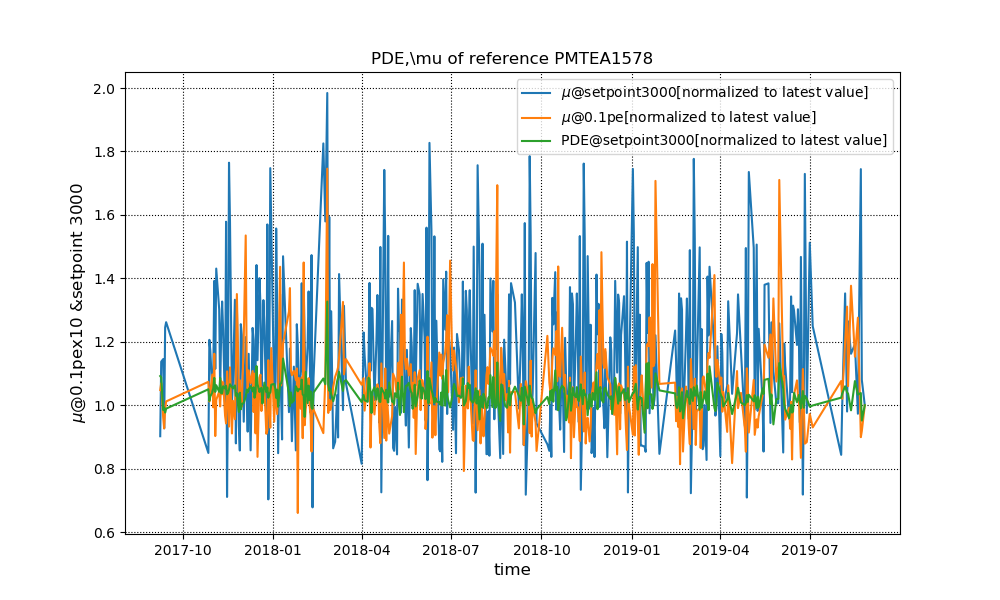 PDE,\mu of reference PMTEA1578
μ@setpoint3000[normalized to latest value]
μ@0.1pe[normalized to latest value]
PDE@setpoint3000[normalized to latest value]
μ@0.1pex10 &setpoint 3000
2.0
1.8
1.6
1.4
1.2
1.0
0.8
0.6
2017-10 2018-01 2018-04 2018-07 2018-10 2019-01 2019-04 2019-07
time